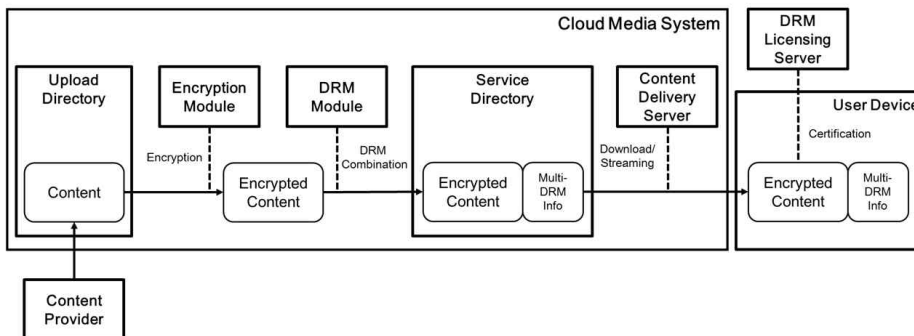 Cloud Media System
DRM
Licensing
Server
Upload
Directory
Encryption
Module
DRM
Module
Service
Directory
Content
Delivery
Server
User Device
Encryption
DRM
Combination
Download/
Streaming
Certification
Content
Encrypted
Content
Encrypted
Content
Multi-
DRM
Info
Encrypted
Content
Multi-
DRM
Info
Content
Provider